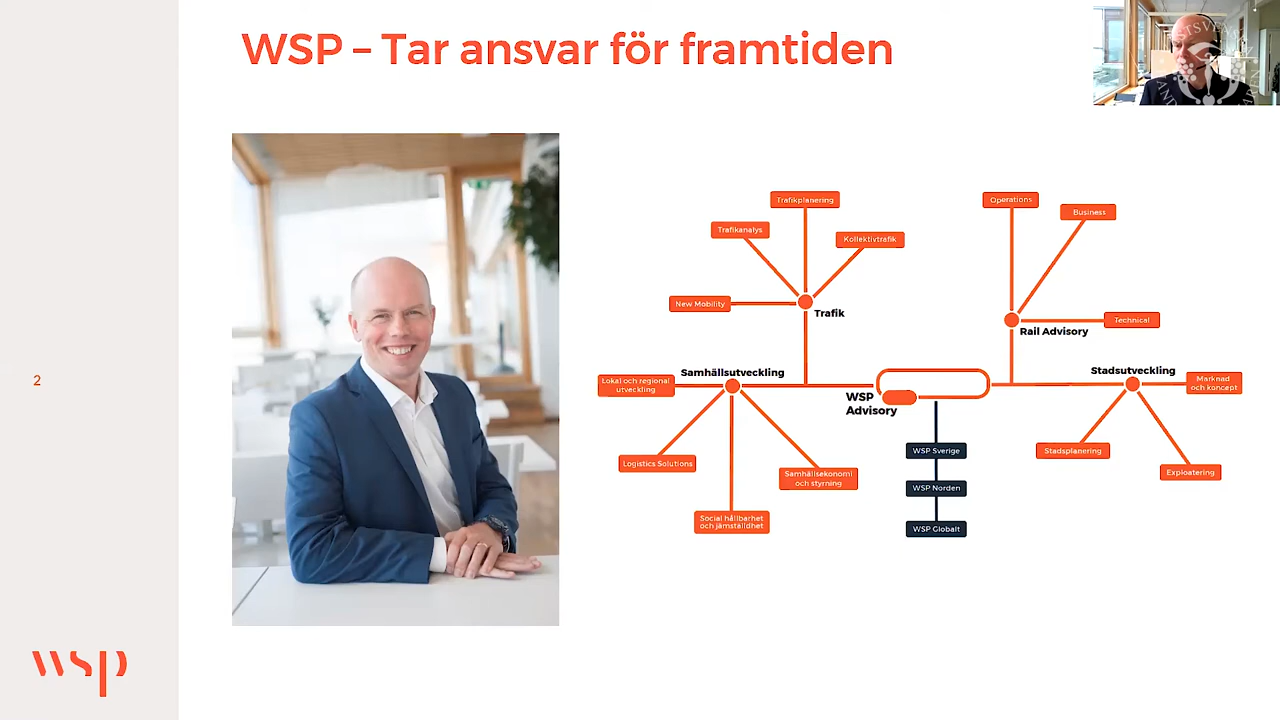 WSP – Tar ansvar för framtiden
Trafikplanering
Trafikanalys
Kollektivtrafik
New Mobility
Trafik
Operations
Business
Technical
Rail Advisory
Samhällsutveckling
Lokal och regional
utveckling
Logistics Solutions
Social hållbarhet
och jämställdhet
Samhällsekonomi
och styrning
WSP
Advisory
WSP Sverige
WSP Norden
WSP Globalt
Stadsutveckling
Marknad
och koncept
Stadsplanering
Exploatering
2
wsp